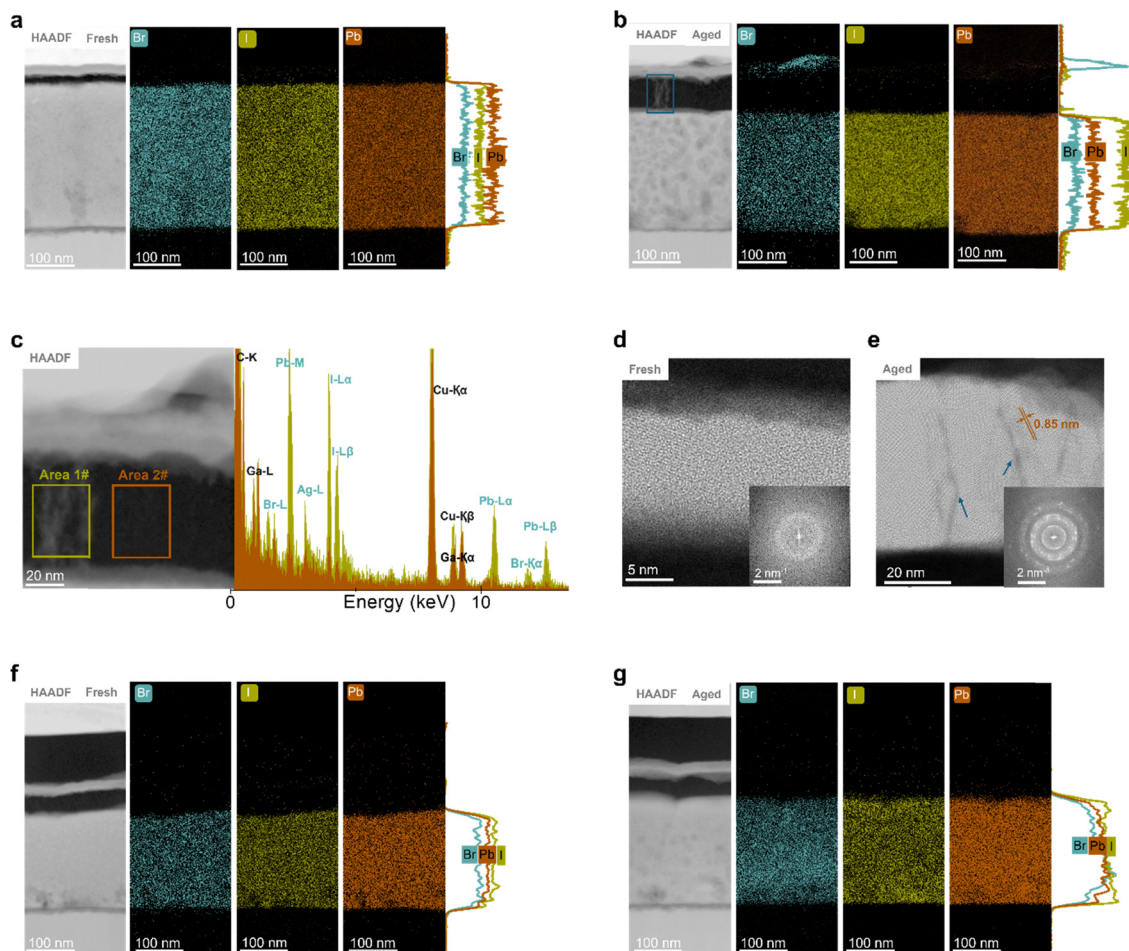 a
HAADF Fresh
Br
I
Pb
Br I Pb
100 nm
100 nm
100 nm
100 nm
b
HAADF Aged
Br
I
Pb
Br Pb I
100 nm
100 nm
100 nm
100 nm
c
HAADF
Area 1#
Area 2#
20 nm
C-K
Pb-M
I-Lα
Cu-Kα
I-Lβ
Ga-L
Br-L
Ag-L
Pb-Lα
Cu-Kβ
Pb-Lβ
Ga-Kα
Br-Kα
0
10
Energy (keV)
d
Fresh
5 nm
2 nm⁻¹
e
Aged
0.85 nm
20 nm
2 nm⁻¹
f
HAADF Fresh
Br
I
Pb
Br Pb I
100 nm
100 nm
100 nm
100 nm
g
HAADF Aged
Br
I
Pb
Br Pb I
100 nm
100 nm
100 nm
100 nm